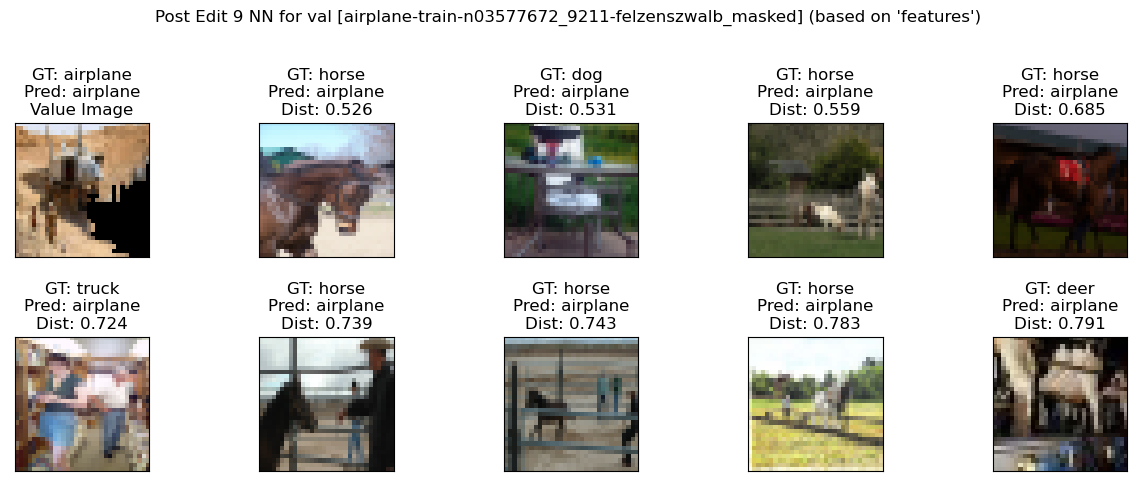 Post Edit 9 NN for val [airplane-train-n03577672_9211-felzenszwalb_masked] (based on 'features')
GT: airplane
Pred: airplane
Value Image
GT: horse
Pred: airplane
Dist: 0.526
GT: dog
Pred: airplane
Dist: 0.531
GT: horse
Pred: airplane
Dist: 0.559
GT: horse
Pred: airplane
Dist: 0.685
GT: truck
Pred: airplane
Dist: 0.724
GT: horse
Pred: airplane
Dist: 0.739
GT: horse
Pred: airplane
Dist: 0.743
GT: horse
Pred: airplane
Dist: 0.783
GT: deer
Pred: airplane
Dist: 0.791